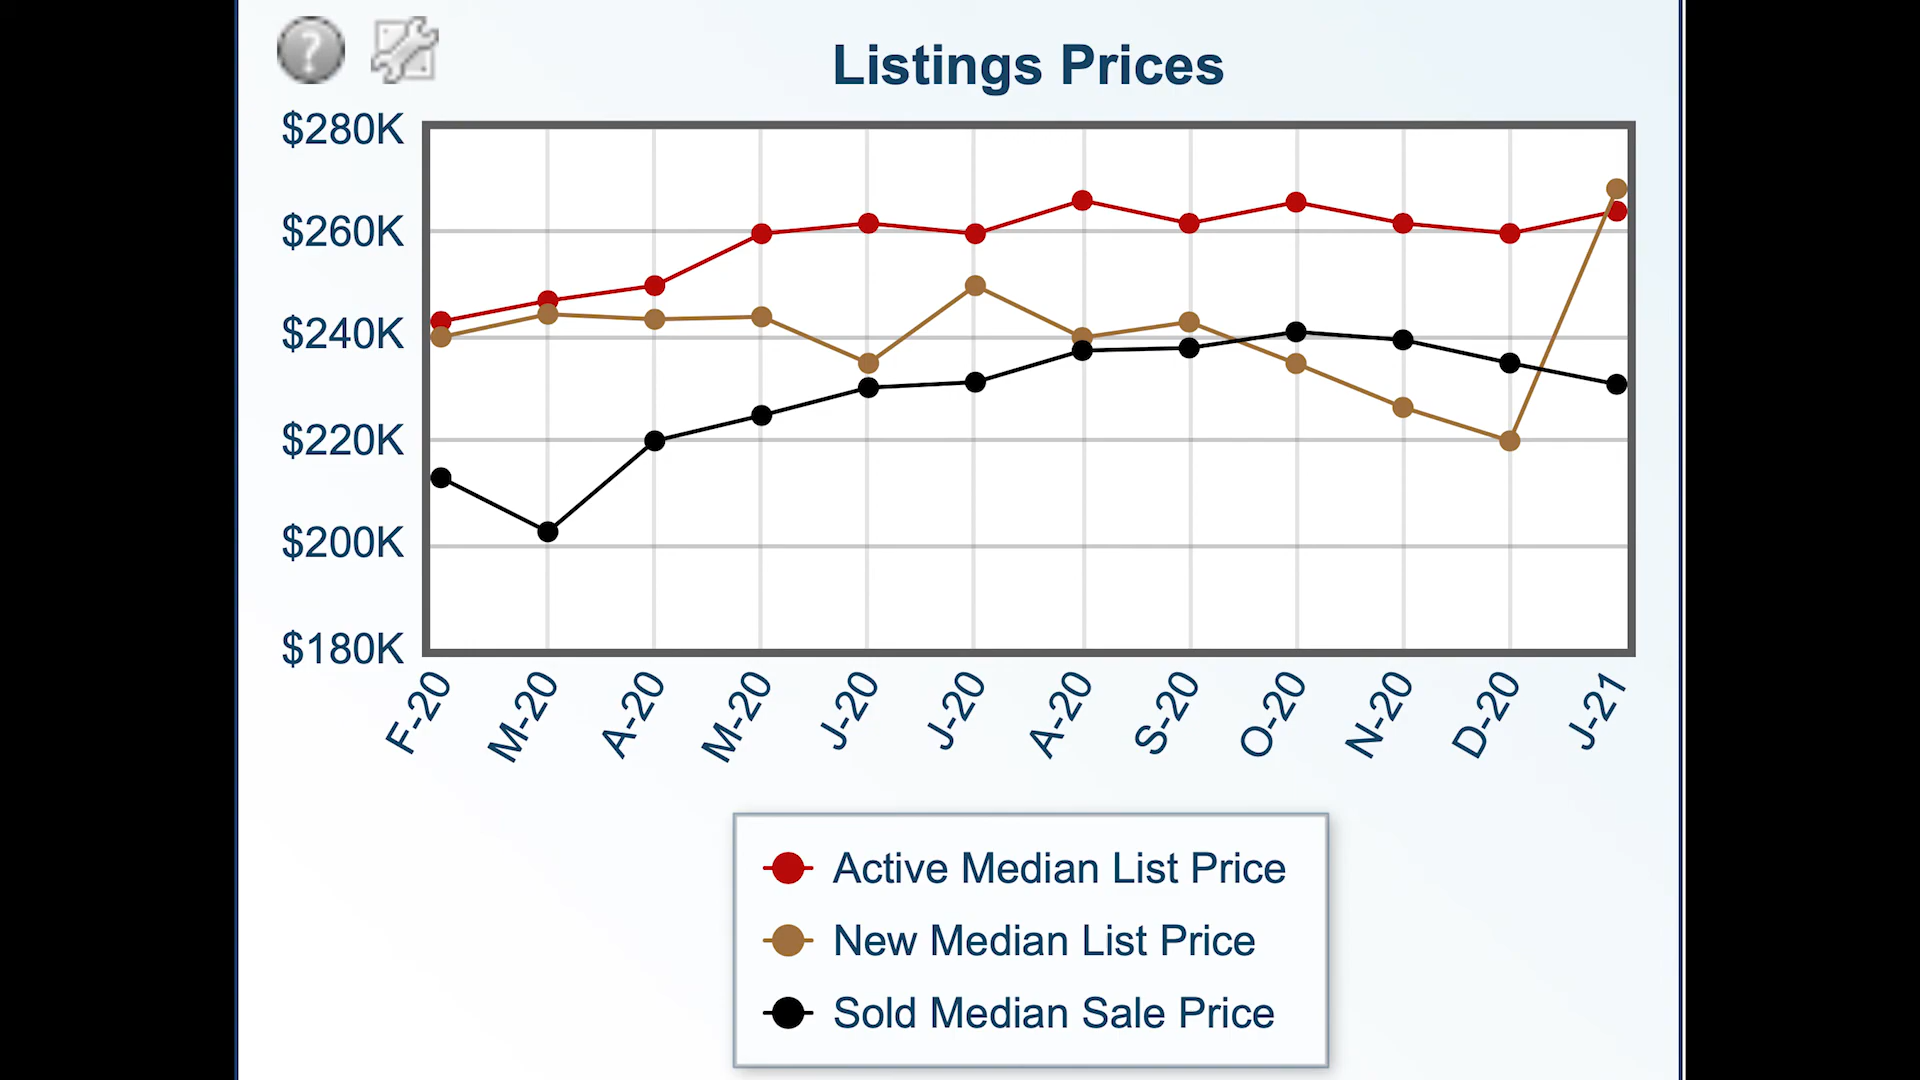 Listings Prices
$280K
$260K
$240K
$220K
$200K
$180K
F-20
M-20
A-20
M-20
J-20
J-20
A-20
S-20
O-20
N-20
D-20
J-21
Active Median List Price
New Median List Price
Sold Median Sale Price